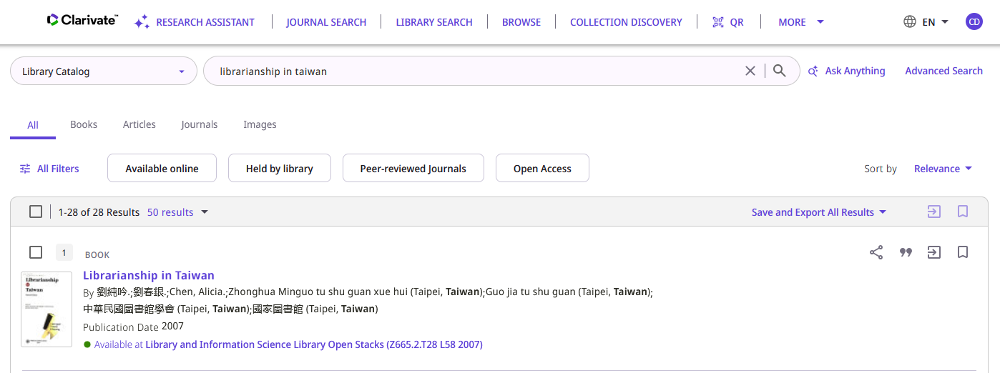 Clarivate™ RESEARCH ASSISTANT JOURNAL SEARCH LIBRARY SEARCH BROWSE COLLECTION DISCOVERY QR MORE EN CD
Library Catalog librarianship in taiwan Ask Anything Advanced Search
All Books Articles Journals Images
All Filters Available online Held by library Peer-reviewed Journals Open Access Sort by Relevance
1-28 of 28 Results 50 results Save and Export All Results
1 BOOK
Librarianship in Taiwan
By 劉純吟.;劉春銀.;Chen, Alicia.;Zhonghua Minguo tu shu guan xue hui (Taipei, Taiwan);Guo jia tu shu guan (Taipei, Taiwan);
中華民國圖書館學會 (Taipei, Taiwan);國家圖書館 (Taipei, Taiwan)
Publication Date 2007
Available at Library and Information Science Library Open Stacks (Z665.2.T28 L58 2007)
Librarianship
Taiwan